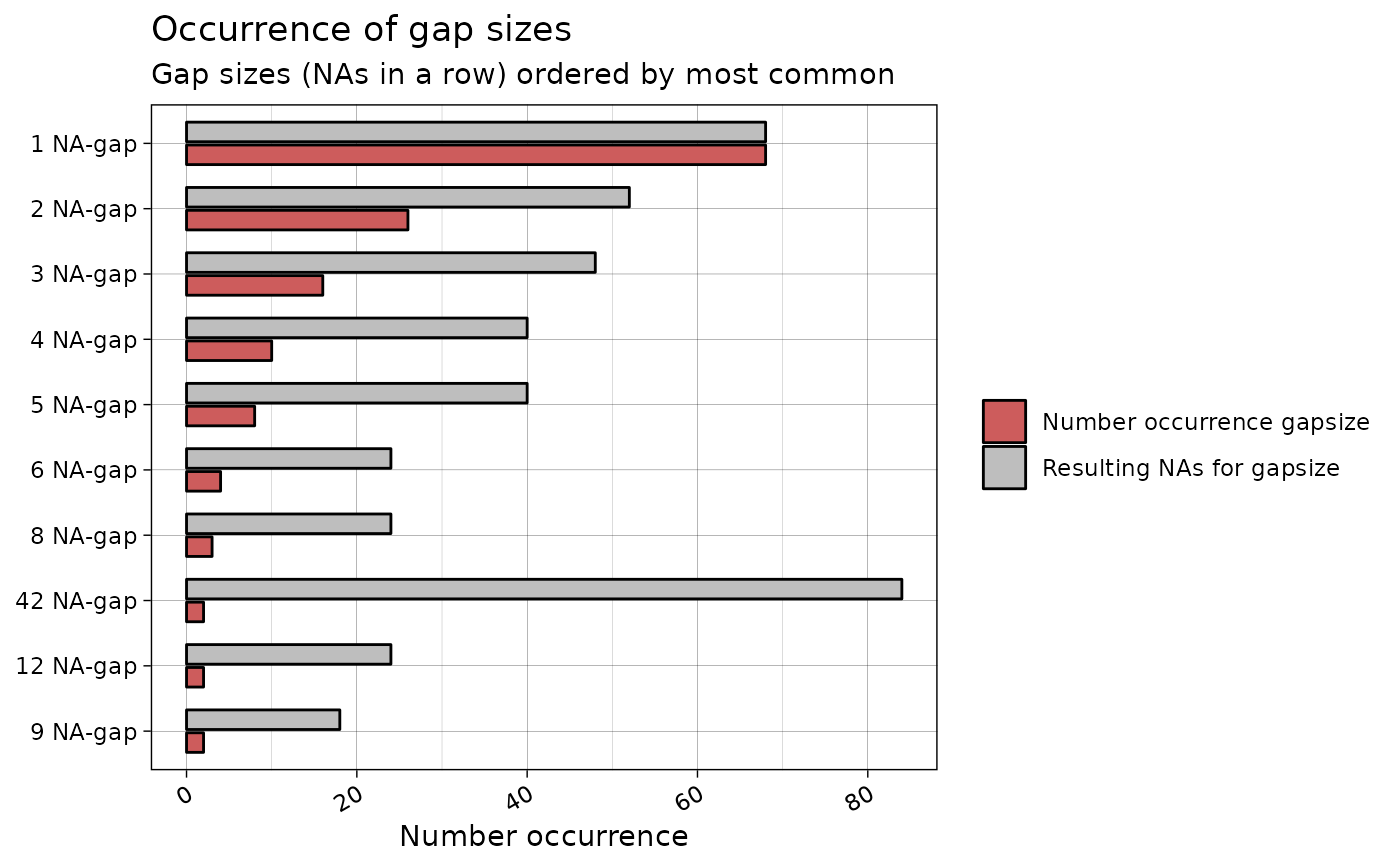 Occurrence of gap sizes
Gap sizes (NAs in a row) ordered by most common
1 NA-gap
2 NA-gap
3 NA-gap
4 NA-gap
5 NA-gap
6 NA-gap
8 NA-gap
42 NA-gap
12 NA-gap
9 NA-gap
0 20 40 60 80
Number occurrence
Number occurrence gapsize
Resulting NAs for gapsize